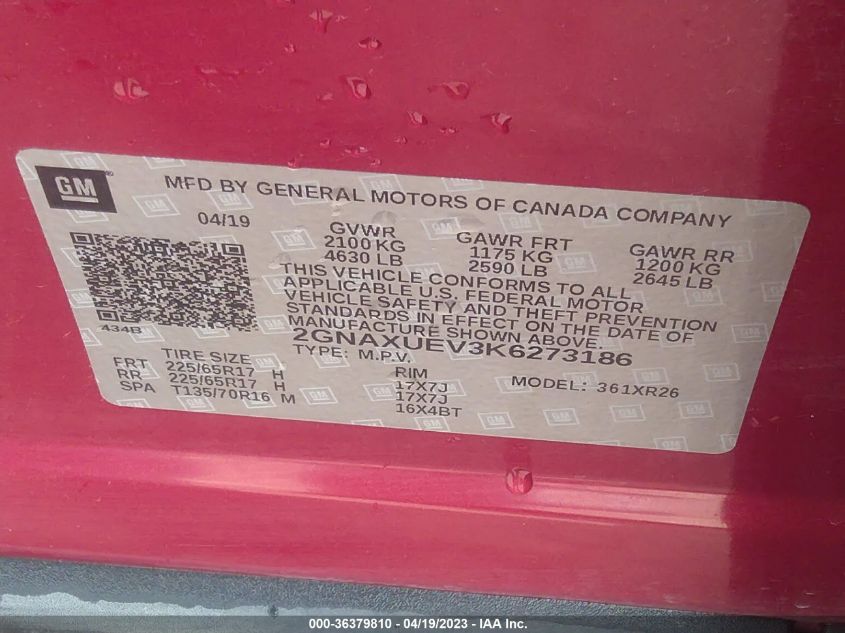 GM
MFD BY GENERAL MOTORS OF CANADA COMPANY
04/19
GVWR
2100 KG
4630 LB
GAWR FRT
1175 KG
2590 LB
GAWR RR
1200 KG
2645 LB
THIS VEHICLE CONFORMS TO ALL
APPLICABLE U.S. FEDERAL MOTOR
VEHICLE SAFETY AND THEFT PREVENTION
STANDARDS IN EFFECT ON THE DATE OF
MANUFACTURE SHOWN ABOVE.
434B
2GNAXUEV3K6273186
TYPE: M.P.V.
MODEL: 361XR26
TIRE SIZE RIM
FRT 225/65R17 H 17X7J
RR 225/65R17 H 17X7J
SPA T135/70R16 M 16X4BT
000-36379810 - 04/19/2023 - IAA Inc.